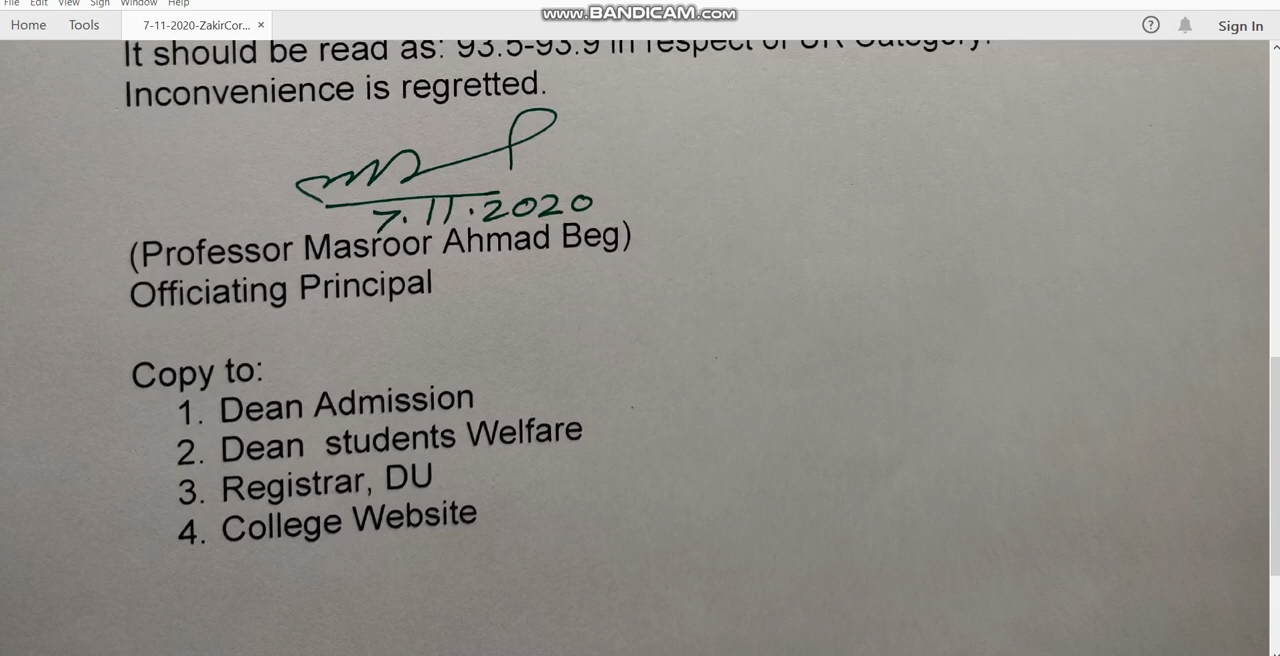 File Edit View Sign Window Help
www.BANDICAM.com
Home Tools 7-11-2020-ZakirCor... × Sign In
It should be read as: 93.5-93.9 in respect of UR Category.
Inconvenience is regretted.
7.11.2020
(Professor Masroor Ahmad Beg)
Officiating Principal
Copy to:
1. Dean Admission
2. Dean students Welfare
3. Registrar, DU
4. College Website